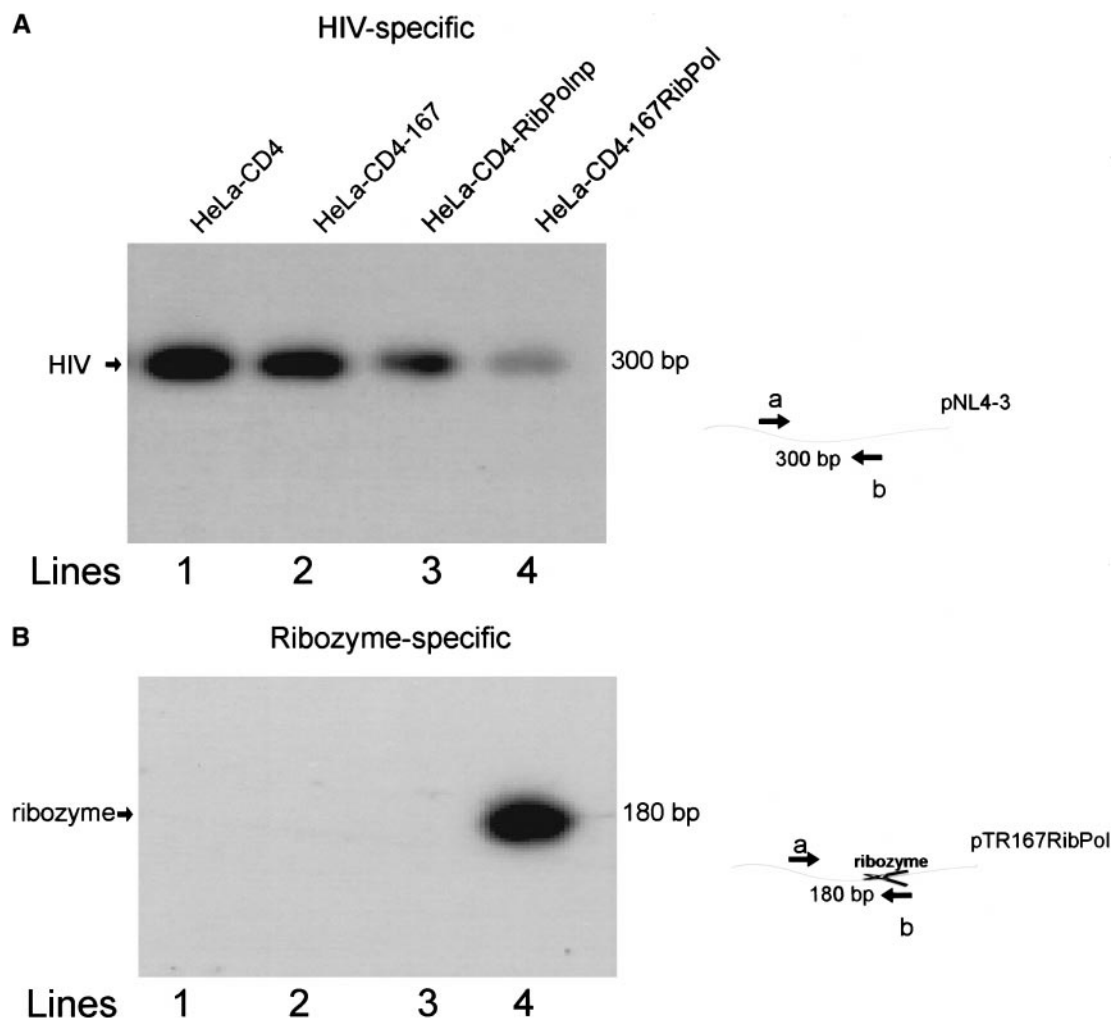 A
HIV-specific
HeLa-CD4
HeLa-CD4-167
HeLa-CD4-RibPolnp
HeLa-CD4-167RibPol
HIV
300 bp
a
pNL4-3
300 bp
b
Lines 1 2 3 4
B
Ribozyme-specific
ribozyme
180 bp
a
pTR167RibPol
ribozyme
180 bp
b
Lines 1 2 3 4